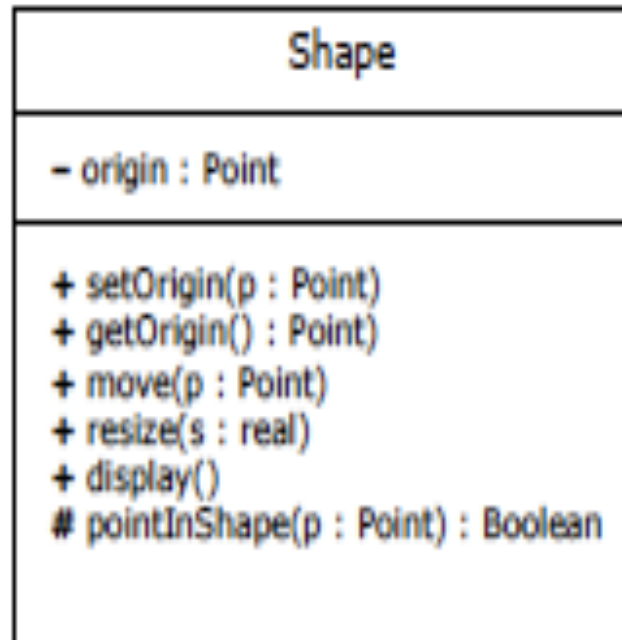 Shape
– origin : Point
+ setOrigin(p : Point)
+ getOrigin() : Point)
+ move(p : Point)
+ resize(s : real)
+ display()
# pointInShape(p : Point) : Boolean